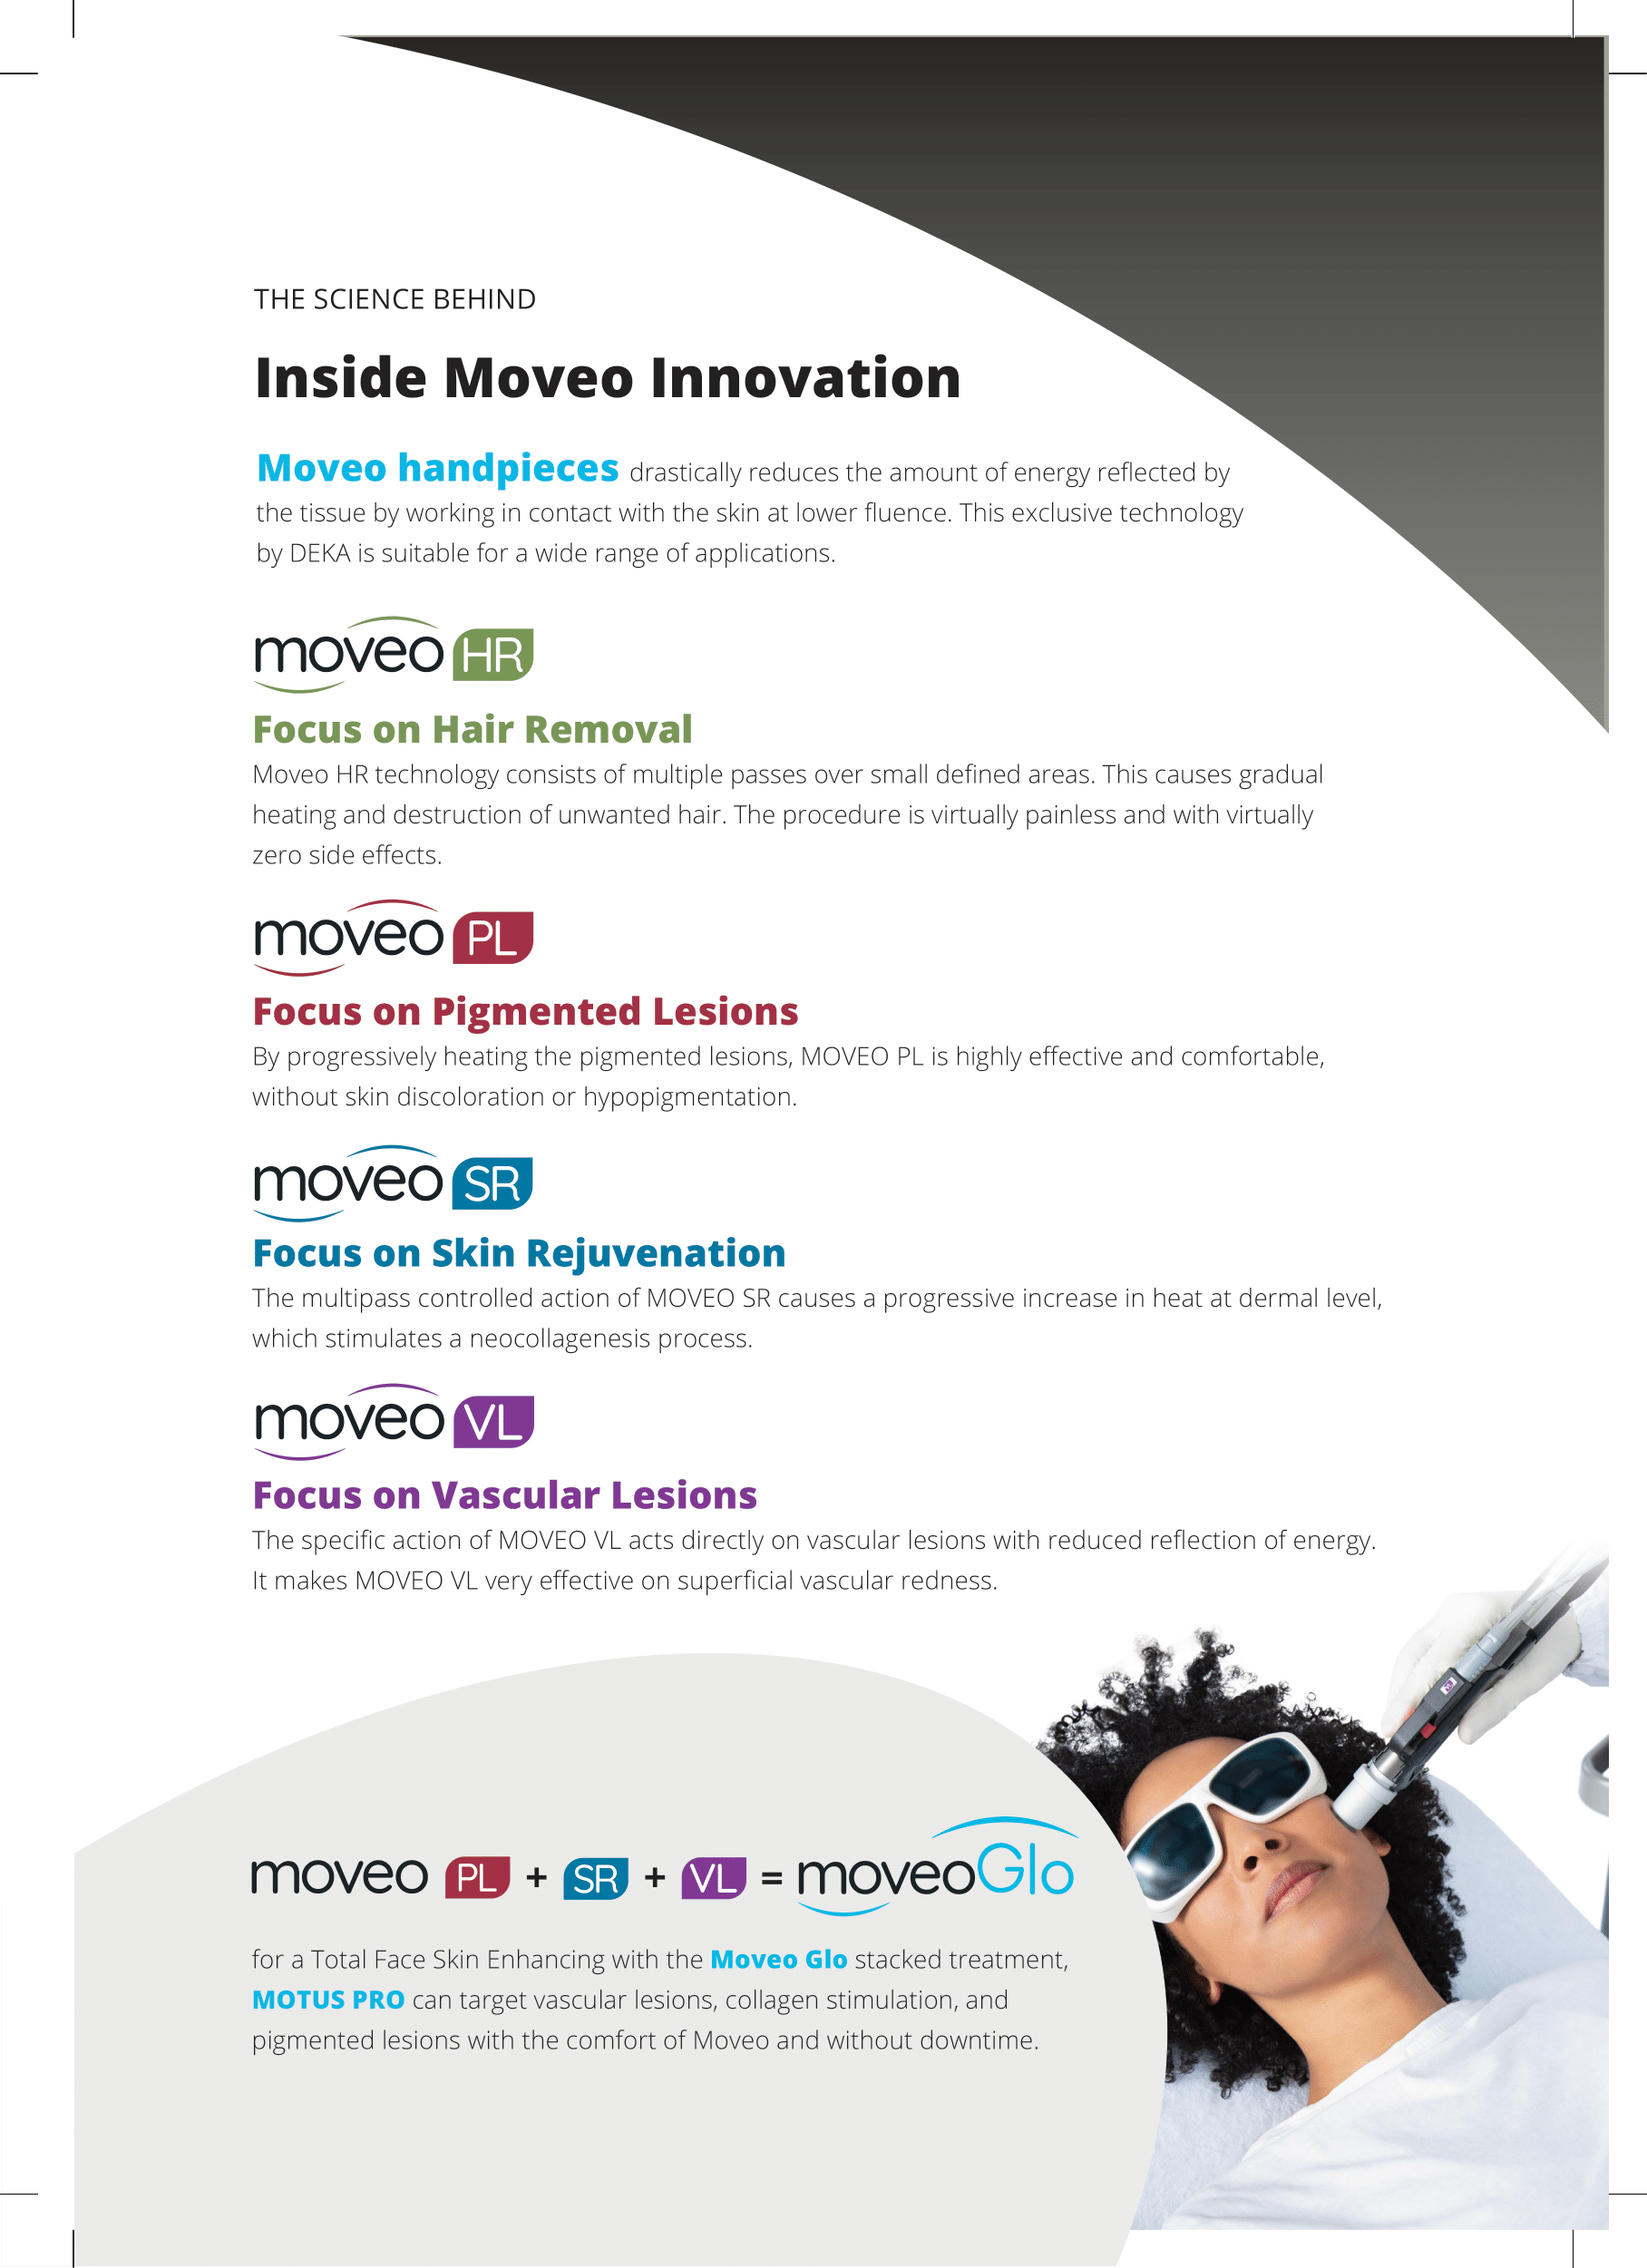 THE SCIENCE BEHIND
Inside Moveo Innovation
Moveo handpieces drastically reduces the amount of energy reflected by
the tissue by working in contact with the skin at lower fluence. This exclusive technology
by DEKA is suitable for a wide range of applications.
moveo HR
Focus on Hair Removal
Moveo HR technology consists of multiple passes over small defined areas. This causes gradual
heating and destruction of unwanted hair. The procedure is virtually painless and with virtually
zero side effects.
moveo PL
Focus on Pigmented Lesions
By progressively heating the pigmented lesions, MOVEO PL is highly effective and comfortable,
without skin discoloration or hypopigmentation.
moveo SR
Focus on Skin Rejuvenation
The multipass controlled action of MOVEO SR causes a progressive increase in heat at dermal level,
which stimulates a neocollagenesis process.
moveo VL
Focus on Vascular Lesions
The specific action of MOVEO VL acts directly on vascular lesions with reduced reflection of energy.
It makes MOVEO VL very effective on superficial vascular redness.
moveo PL + SR + VL = moveoGlo
for a Total Face Skin Enhancing with the Moveo Glo stacked treatment,
MOTUS PRO can target vascular lesions, collagen stimulation, and
pigmented lesions with the comfort of Moveo and without downtime.